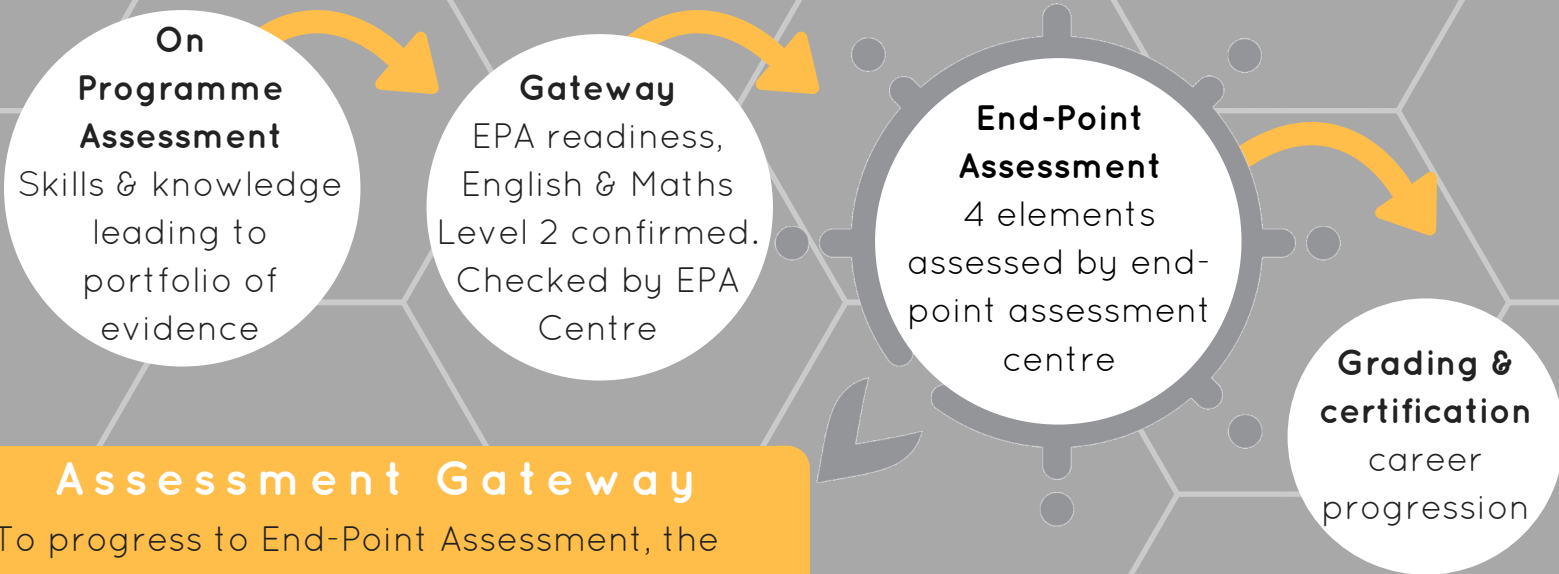 On
Programme
Assessment
Skills & knowledge
leading to
portfolio of
evidence
Gateway
EPA readiness,
English & Maths
Level 2 confirmed.
Checked by EPA
Centre
End-Point
Assessment
4 elements
assessed by end-
point assessment
centre
Grading &
certification
career
progression
Assessment Gateway
To progress to End-Point Assessment, the